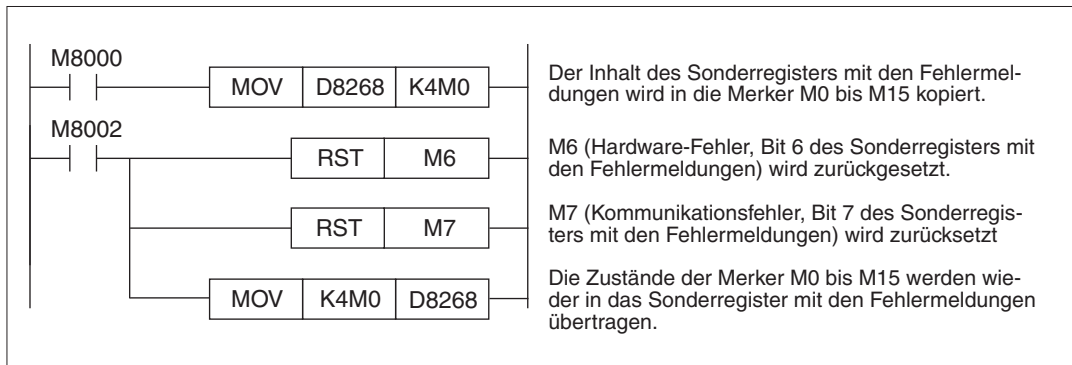 M8000
MOV D8268 K4M0
Der Inhalt des Sonderregisters mit den Fehlermel-
dungen wird in die Merker M0 bis M15 kopiert.
M8002
RST M6
M6 (Hardware-Fehler, Bit 6 des Sonderregisters mit
den Fehlermeldungen) wird zurückgesetzt.
RST M7
M7 (Kommunikationsfehler, Bit 7 des Sonderregis-
ters mit den Fehlermeldungen) wird zurücksetzt
MOV K4M0 D8268
Die Zustände der Merker M0 bis M15 werden wie-
der in das Sonderregister mit den Fehlermeldungen
übertragen.